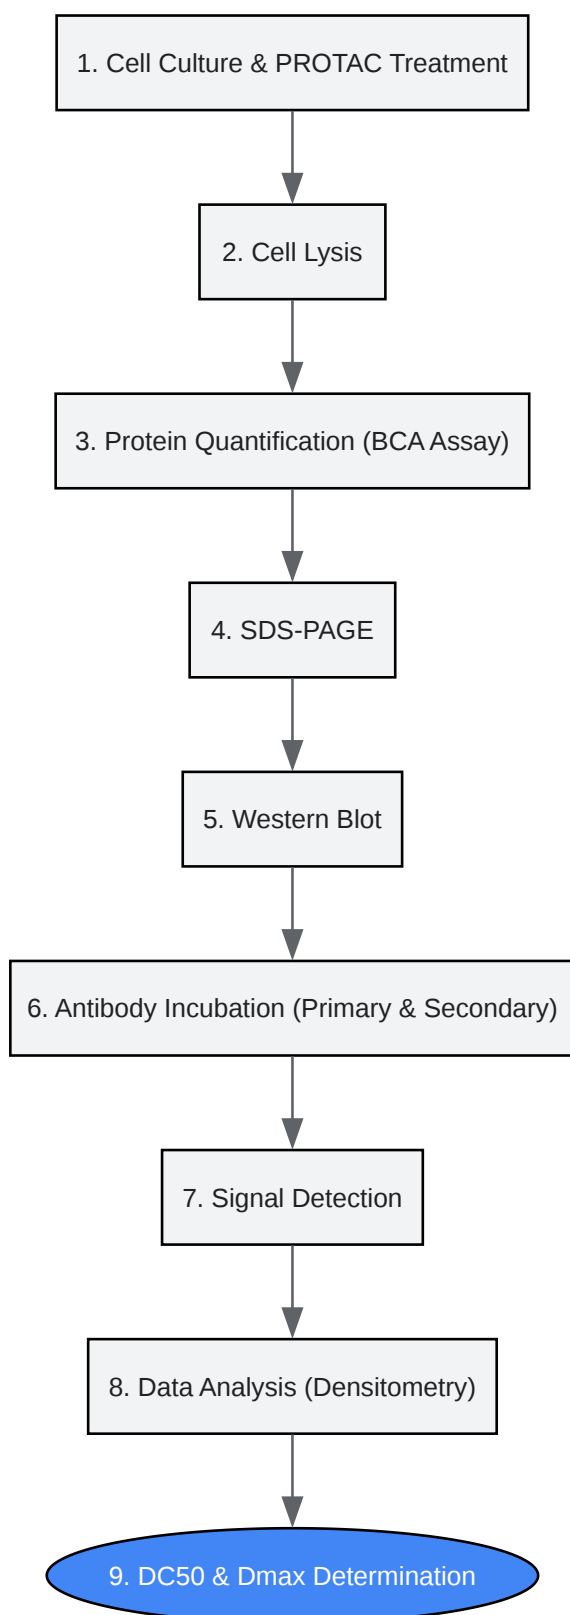 1. Cell Culture & PROTAC Treatment
2. Cell Lysis
3. Protein Quantification (BCA Assay)
4. SDS-PAGE
5. Western Blot
6. Antibody Incubation (Primary & Secondary)
7. Signal Detection
8. Data Analysis (Densitometry)
9. DC50 & Dmax Determination